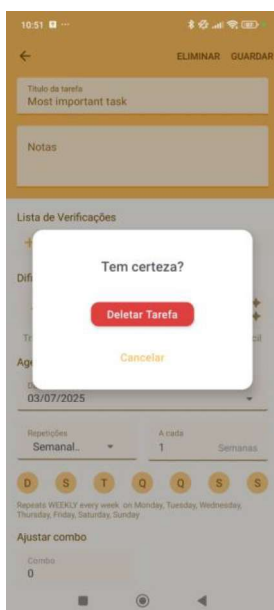 10:51
ELIMINAR GUARDAR
Título da tarefa
Most important task
Notas
Lista de Verificações
Tem certeza?
Deletar Tarefa
Cancelar
03/07/2025
Repetições
Semanal..
A cada
1 Semanas
D S T Q Q S S
Repeats WEEKLY every week on Monday, Tuesday, Wednesday,
Thursday, Friday, Saturday, Sunday
Ajustar combo
Combo
0